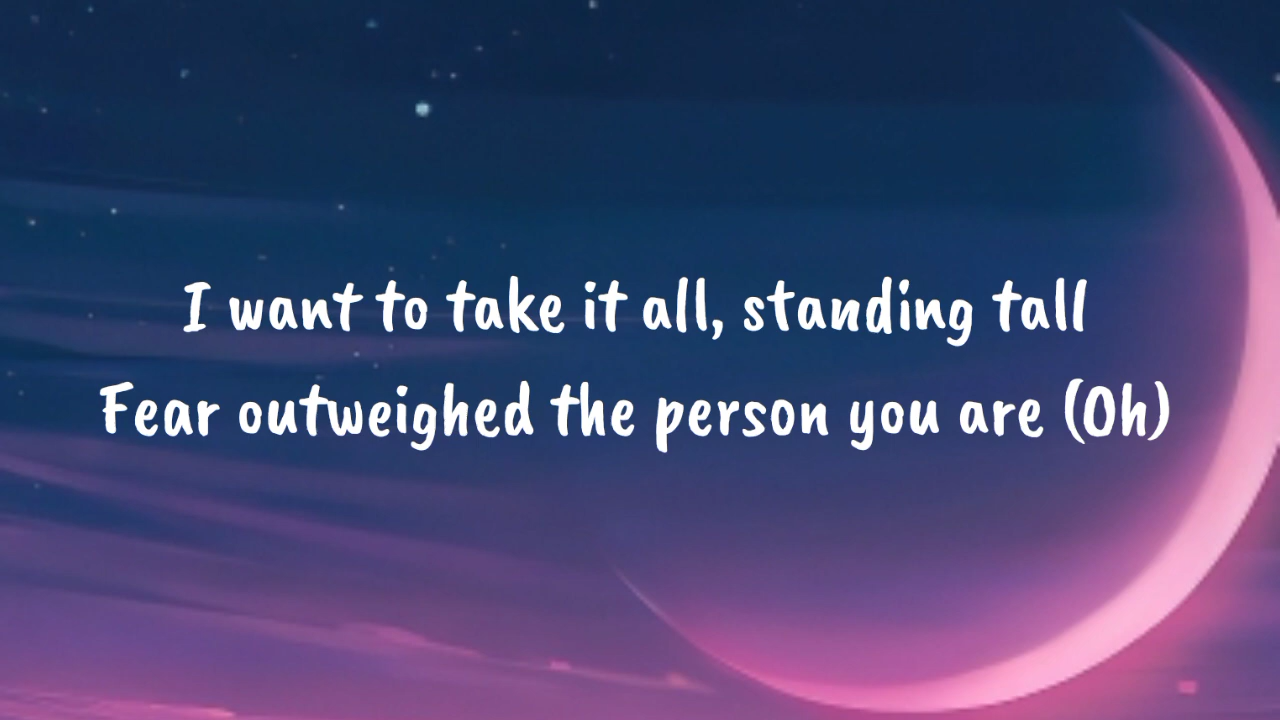 I want to take it all, standing tall
Fear outweighed the person you are (Oh)